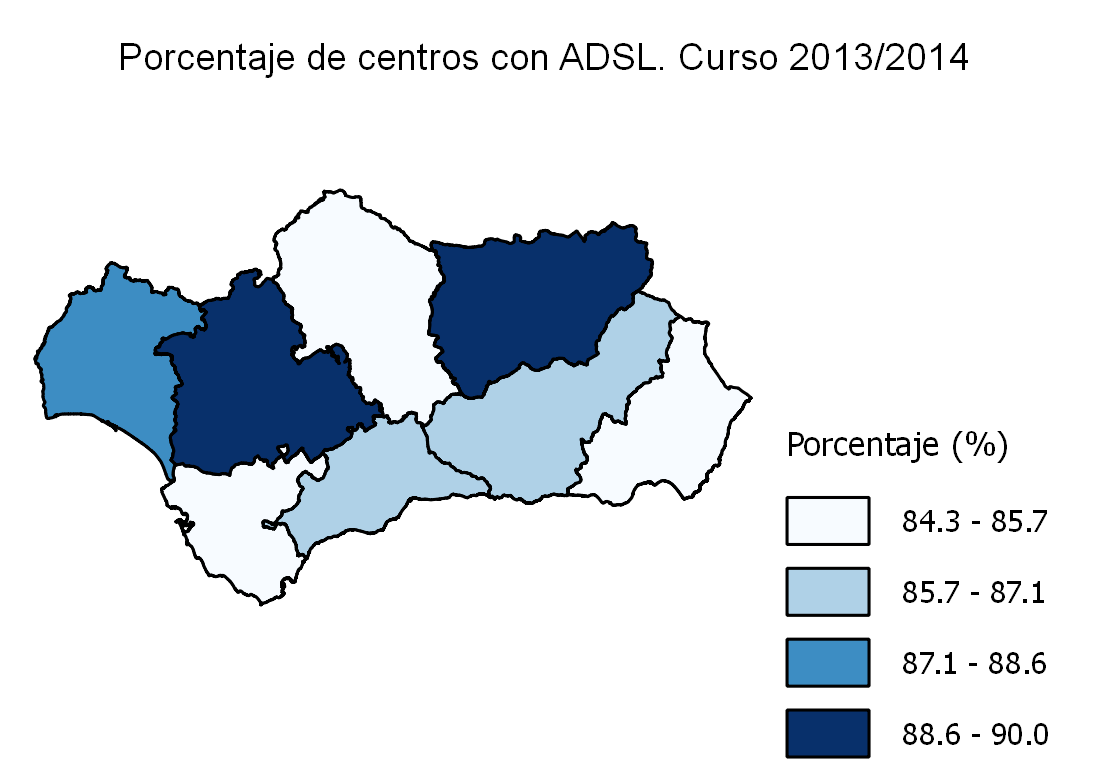 Porcentaje de centros con ADSL. Curso 2013/2014
Porcentaje (%)
84.3 - 85.7
85.7 - 87.1
87.1 - 88.6
88.6 - 90.0